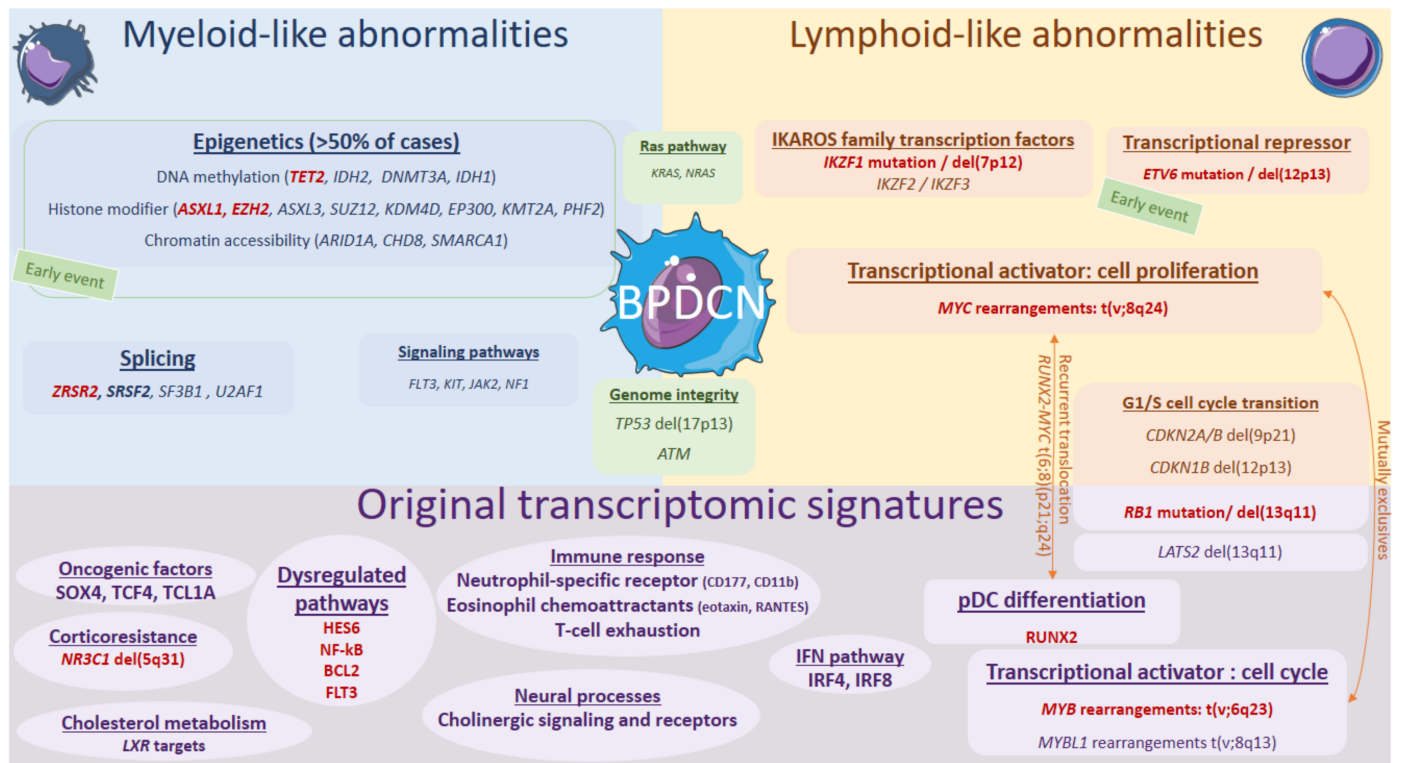 Myeloid-like abnormalities
Lymphoid-like abnormalities
Epigenetics (>50% of cases)
DNA methylation (TET2, IDH2, DNMT3A, IDH1)
Histone modifier (ASXL1, EZH2, ASXL3, SUZ12, KDM4D, EP300, KMT2A, PHF2)
Chromatin accessibility (ARID1A, CHD8, SMARCA1)
Early event
Ras pathway
KRAS, NRAS
IKAROS family transcription factors
IKZF1 mutation / del(7p12)
IKZF2 / IKZF3
Transcriptional repressor
ETV6 mutation / del(12p13)
Early event
BPDCN
Transcriptional activator: cell proliferation
MYC rearrangements: t(v;8q24)
Splicing
ZRSR2, SRSF2, SF3B1 , U2AF1
Signaling pathways
FLT3, KIT, JAK2, NF1
Genome integrity
TP53 del(17p13)
ATM
Recurrent translocation
RUNX2-MYC t(6;8)(p21;q24)
G1/S cell cycle transition
CDKN2A/B del(9p21)
CDKN1B del(12p13)
RB1 mutation/ del(13q11)
LATS2 del(13q11)
Mutually exclusives
Original transcriptomic signatures
Oncogenic factors
SOX4, TCF4, TCL1A
Corticoresistance
NR3C1 del(5q31)
Cholesterol metabolism
LXR targets
Dysregulated
pathways
HES6
NF-kB
BCL2
FLT3
Immune response
Neutrophil-specific receptor (CD177, CD11b)
Eosinophil chemoattractants (eotaxin, RANTES)
T-cell exhaustion
Neural processes
Cholinergic signaling and receptors
IFN pathway
IRF4, IRF8
pDC differentiation
RUNX2
Transcriptional activator : cell cycle
MYB rearrangements: t(v;6q23)
MYBL1 rearrangements t(v;8q13)